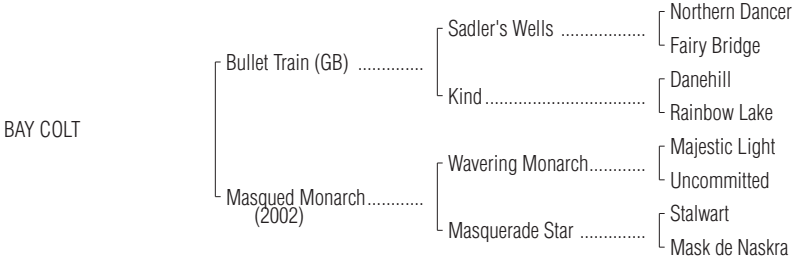 Northern Dancer
Sadler's Wells ..................
Fairy Bridge
Bullet Train (GB) ..............
Danehill
Kind..................................
Rainbow Lake
BAY COLT
Majestic Light
Wavering Monarch............
Uncommitted
Masqued Monarch............
(2002)
Stalwart
Masquerade Star ..............
Mask de Naskra